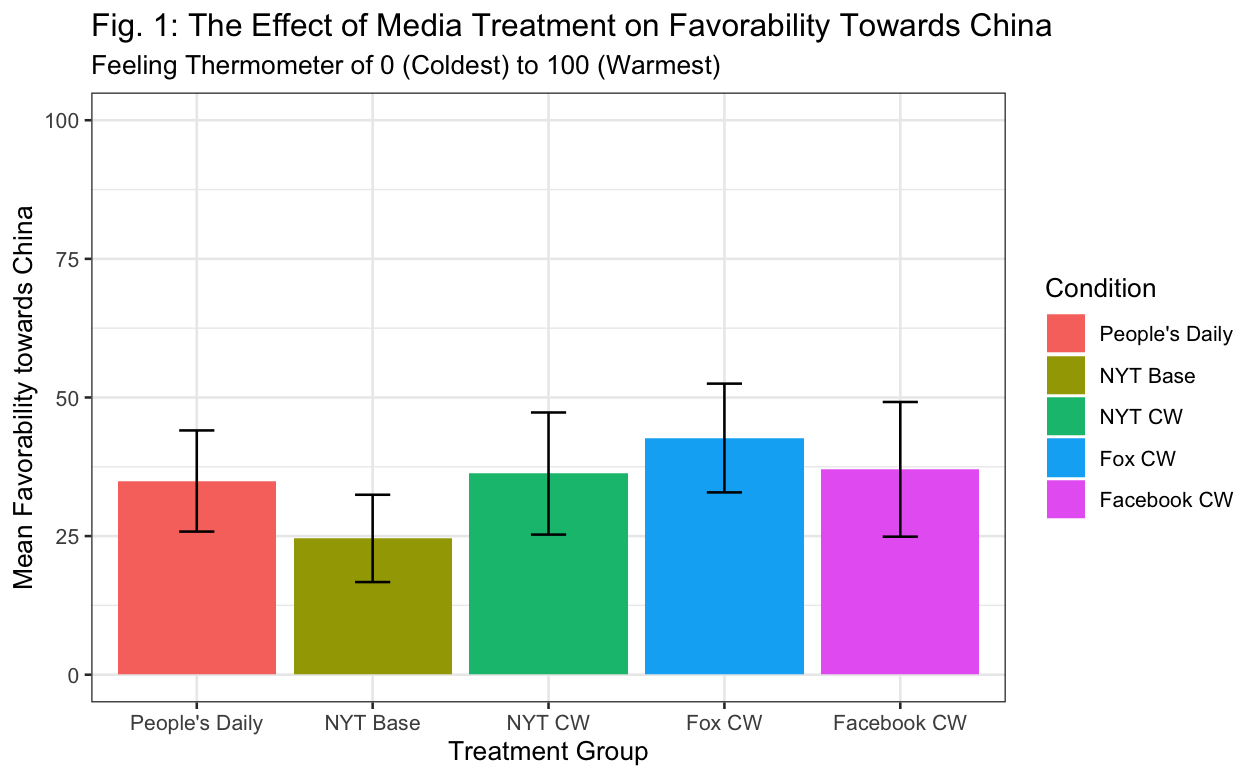 Fig. 1: The Effect of Media Treatment on Favorability Towards China
Feeling Thermometer of 0 (Coldest) to 100 (Warmest)
Mean Favorability towards China
100
75
50
25
0
People's Daily
NYT Base
NYT CW
Fox CW
Facebook CW
Treatment Group
Condition
People's Daily
NYT Base
NYT CW
Fox CW
Facebook CW